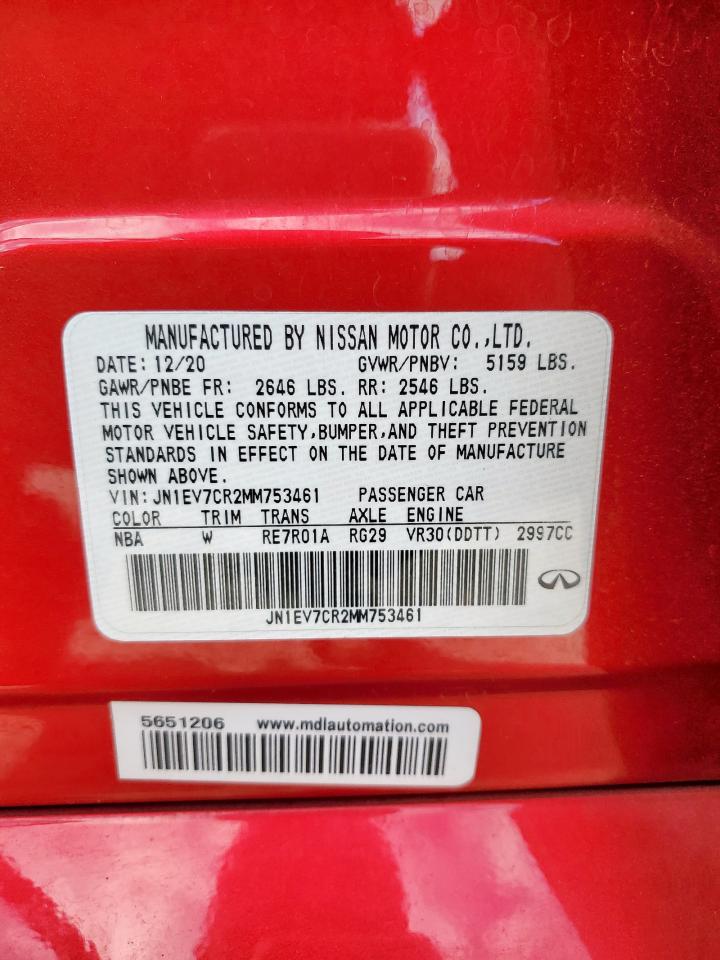 MANUFACTURED BY NISSAN MOTOR CO.,LTD.
DATE: 12/20 GVWR/PNBV: 5159 LBS.
GAWR/PNBE FR: 2646 LBS. RR: 2546 LBS.
THIS VEHICLE CONFORMS TO ALL APPLICABLE FEDERAL
MOTOR VEHICLE SAFETY,BUMPER,AND THEFT PREVENTION
STANDARDS IN EFFECT ON THE DATE OF MANUFACTURE
SHOWN ABOVE.
VIN: JN1EV7CR2MM753461 PASSENGER CAR
COLOR TRIM TRANS AXLE ENGINE
NBA W RE7R01A RG29 VR30(DDTT) 2997CC
JN1EV7CR2MM753461
5651206 www.mdlautomation.com